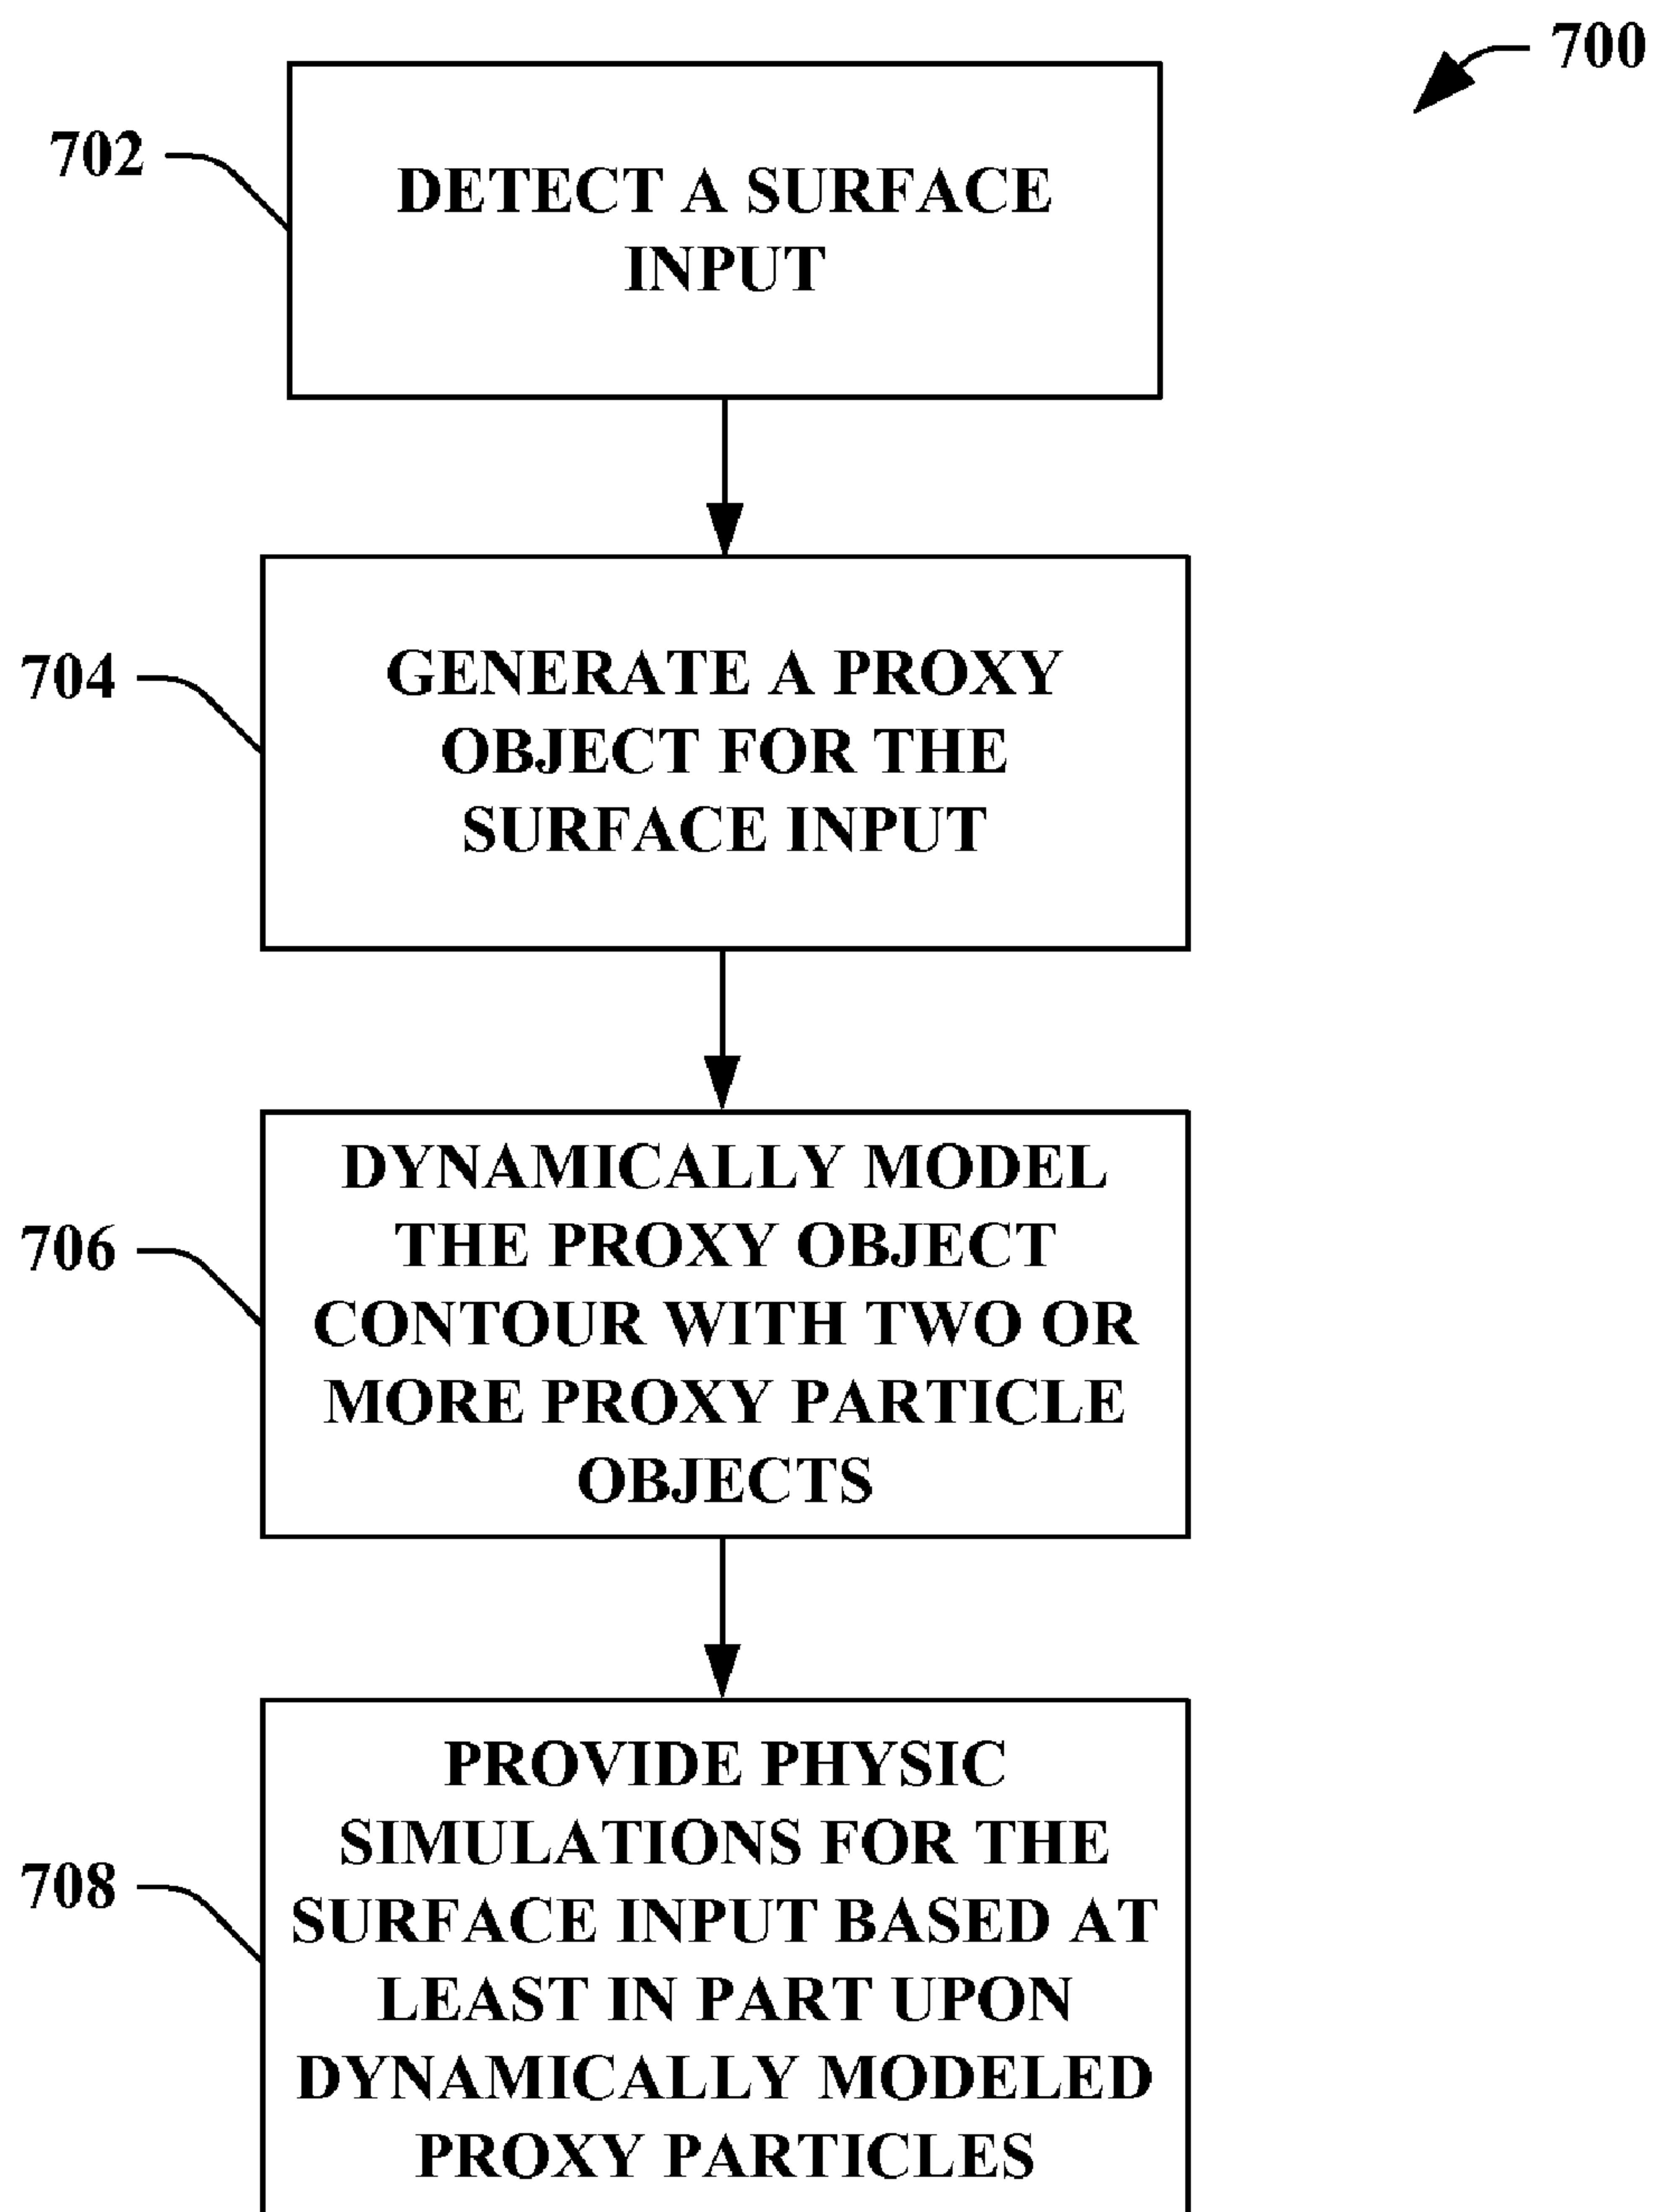 700
702
DETECT A SURFACE
INPUT
704
GENERATE A PROXY
OBJECT FOR THE
SURFACE INPUT
706
DYNAMICALLY MODEL
THE PROXY OBJECT
CONTOUR WITH TWO OR
MORE PROXY PARTICLE
OBJECTS
708
PROVIDE PHYSIC
SIMULATIONS FOR THE
SURFACE INPUT BASED AT
LEAST IN PART UPON
DYNAMICALLY MODELED
PROXY PARTICLES